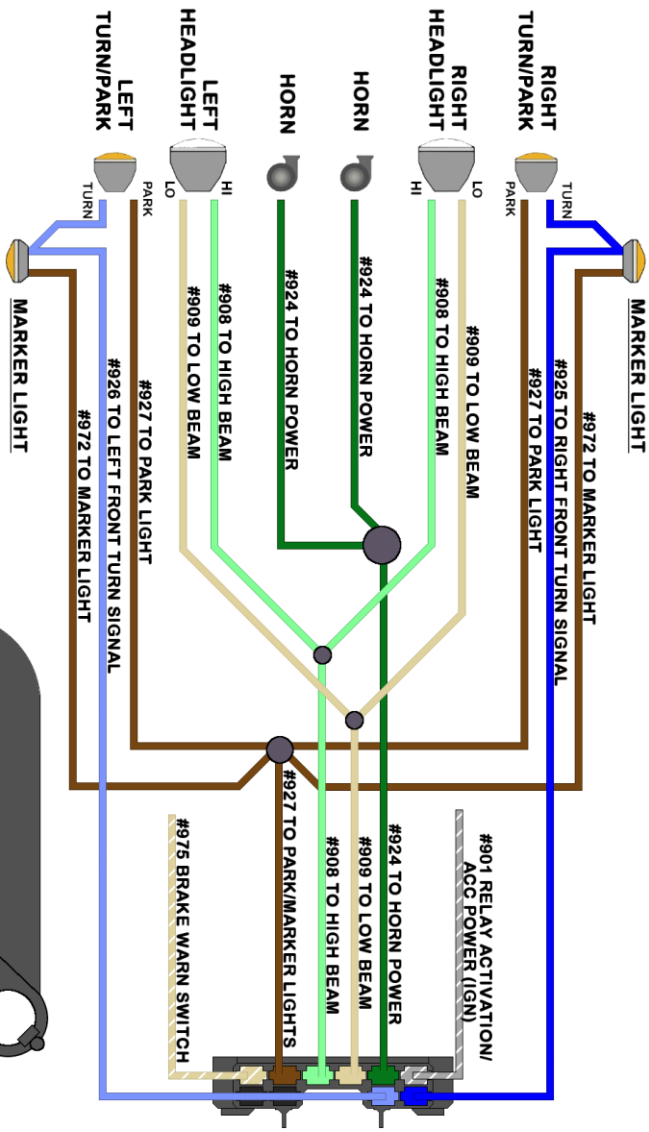 RIGHT
TURN/PARK
TURN
PARK
MARKER LIGHT
RIGHT
HEADLIGHT
LO
HI
HORN
HORN
LEFT
HEADLIGHT
HI
LO
LEFT
TURN/PARK
PARK
TURN
MARKER LIGHT
#972 TO MARKER LIGHT
#925 TO RIGHT FRONT TURN SIGNAL
#927 TO PARK LIGHT
#909 TO LOW BEAM
#908 TO HIGH BEAM
#924 TO HORN POWER
#924 TO HORN POWER
#908 TO HIGH BEAM
#909 TO LOW BEAM
#927 TO PARK LIGHT
#926 TO LEFT FRONT TURN SIGNAL
#972 TO MARKER LIGHT
#901 RELAY ACTIVATION/
ACC POWER (IGN)
#924 TO HORN POWER
#909 TO LOW BEAM
#908 TO HIGH BEAM
#927 TO PARK/MARKER LIGHTS
#975 BRAKE WARN SWITCH